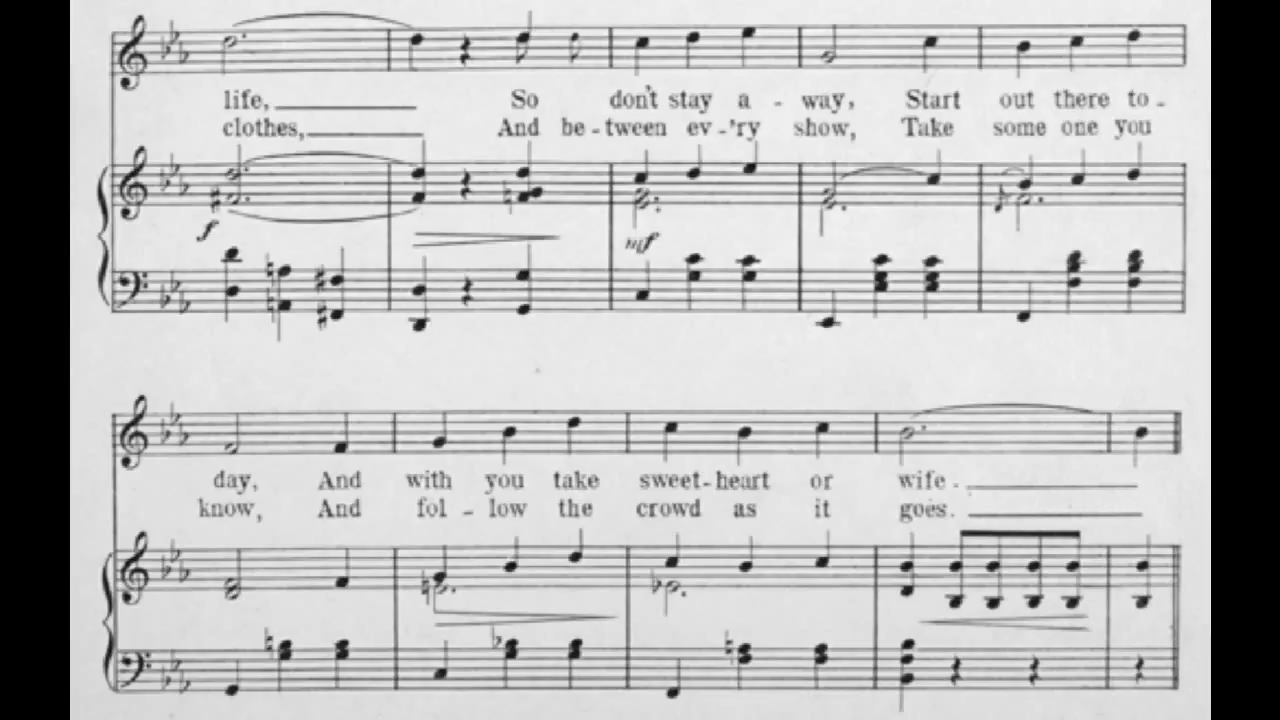 life, So don't stay a - way, Start out there to -
clothes, And be - tween ev - 'ry show, Take some one you
f
mf
day, And with you take sweet - heart or wife.
know, And fol - low the crowd as it goes.